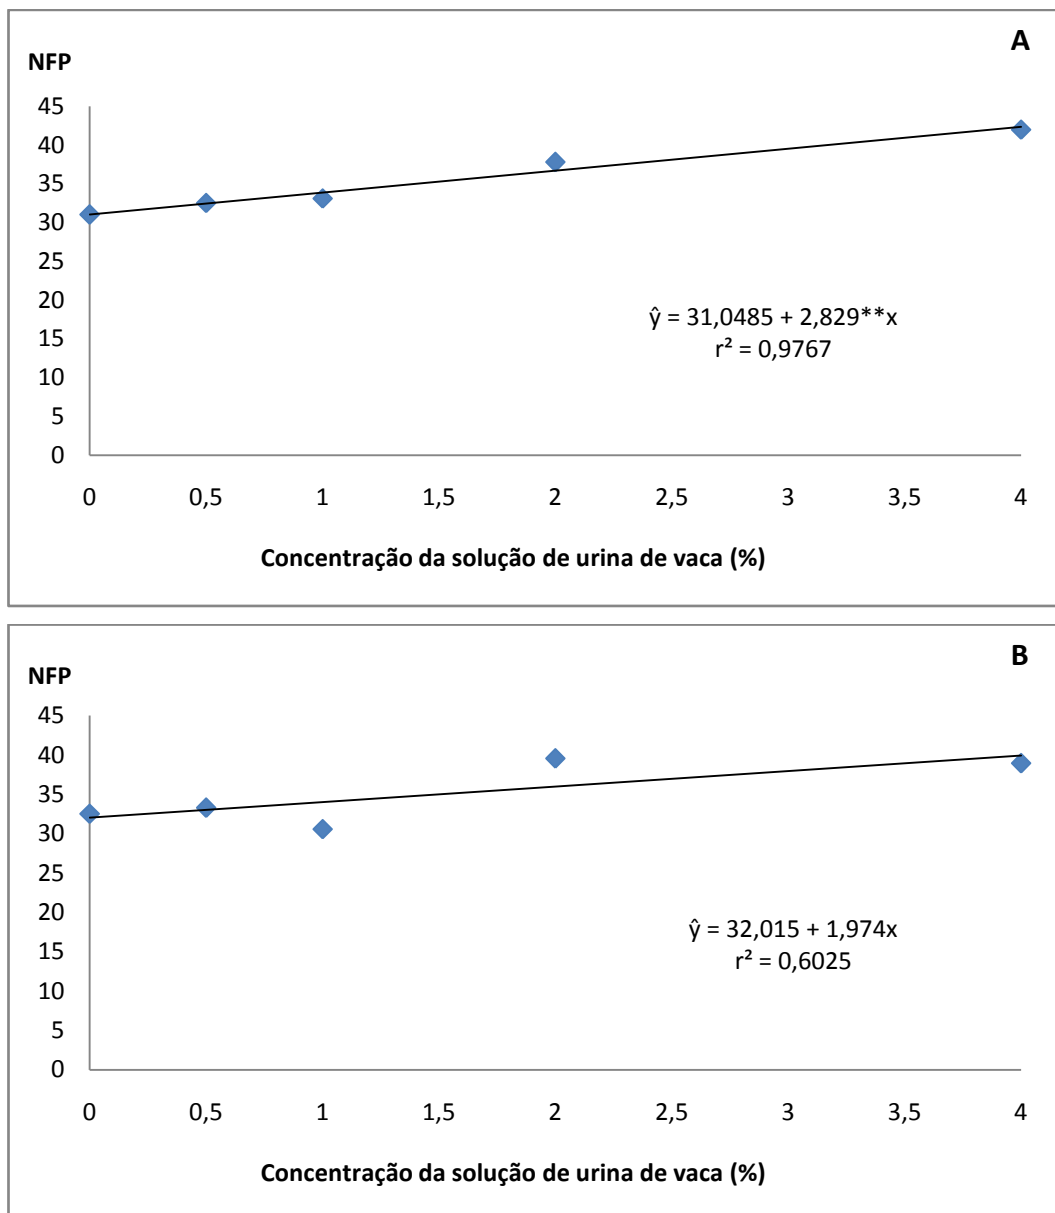 A
NFP
45
40
35
30
25
20
15
10
5
0
ŷ = 31,0485 + 2,829**x
r² = 0,9767
0 0,5 1 1,5 2 2,5 3 3,5 4
Concentração da solução de urina de vaca (%)
B
NFP
45
40
35
30
25
20
15
10
5
0
ŷ = 32,015 + 1,974x
r² = 0,6025
0 0,5 1 1,5 2 2,5 3 3,5 4
Concentração da solução de urina de vaca (%)